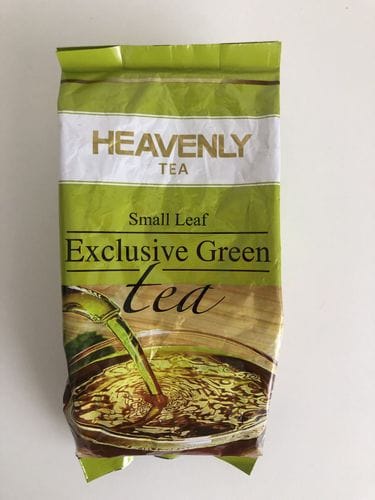 HEAVENLY
TEA
Small Leaf
Exclusive Green
tea